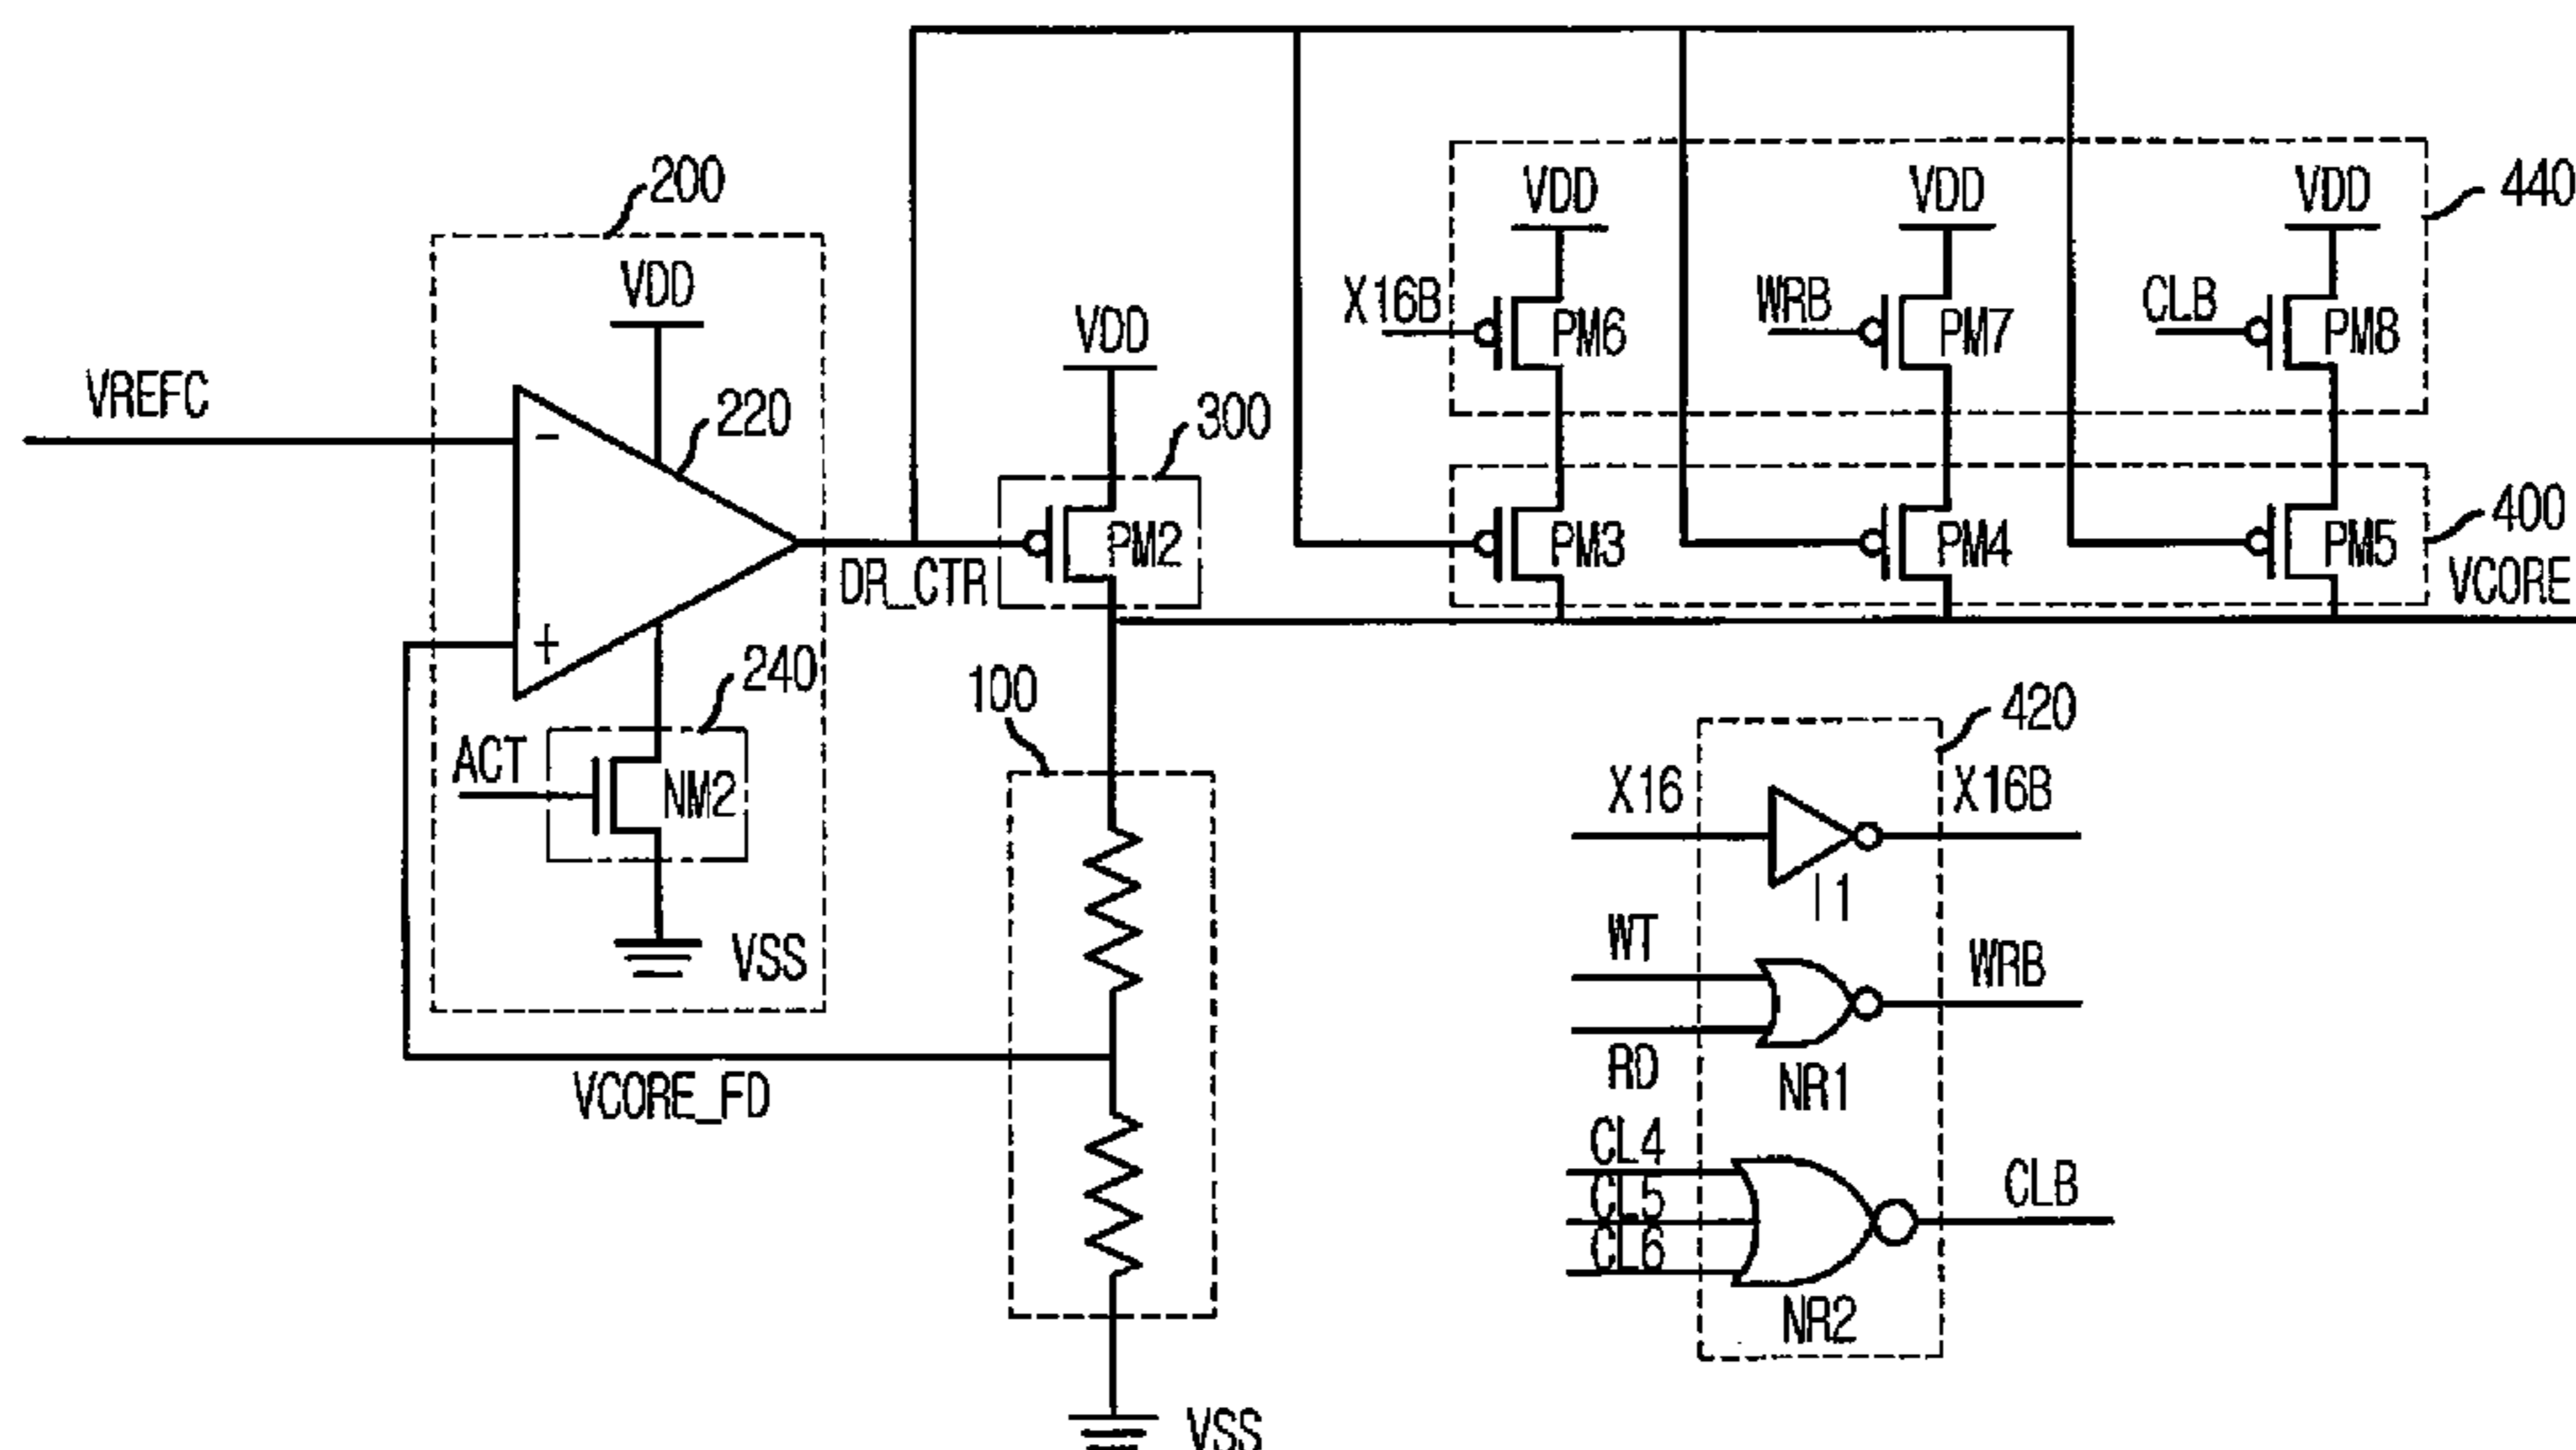 200
VDD
VREFC
220
VDD
300
DR_CTR
PM2
VDD
VDD
VDD
440
X16B
PM6
WRB
PM7
CLB
PM8
PM3
PM4
PM5
400
VCORE
240
ACT
NM2
VSS
100
VCORE_FD
VSS
420
X16
X16B
I1
WT
WRB
RD
NR1
CL4
CL5
CL6
CLB
NR2
-
+